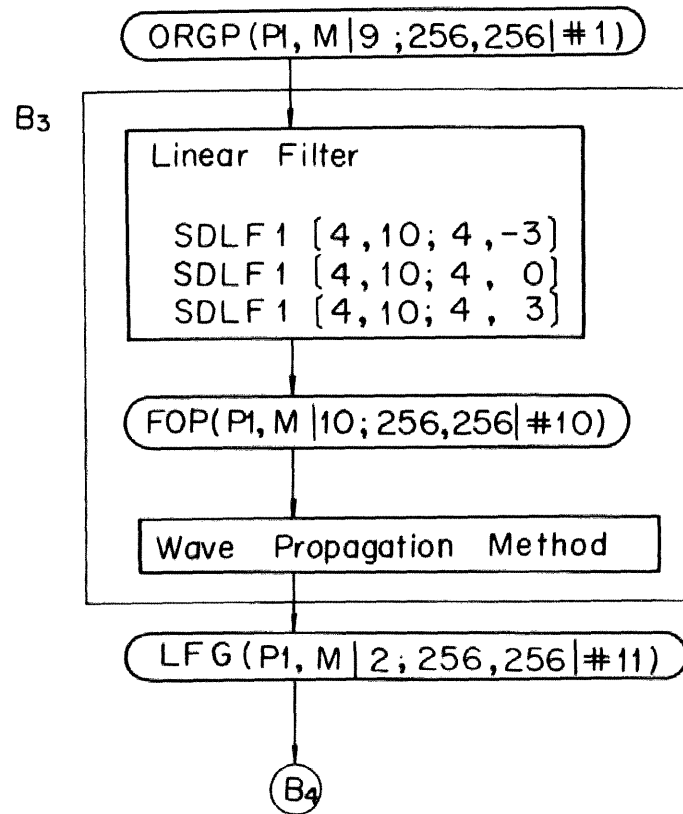 ORGP(P1, M|9 ;256,256|#1)
B3
Linear Filter
SDLF1 [4,10; 4,-3]
SDLF1 [4,10; 4, 0]
SDLF1 [4,10; 4, 3]
FOP(P1, M|10; 256,256|#10)
Wave Propagation Method
LFG(P1, M|2; 256,256|#11)
B4